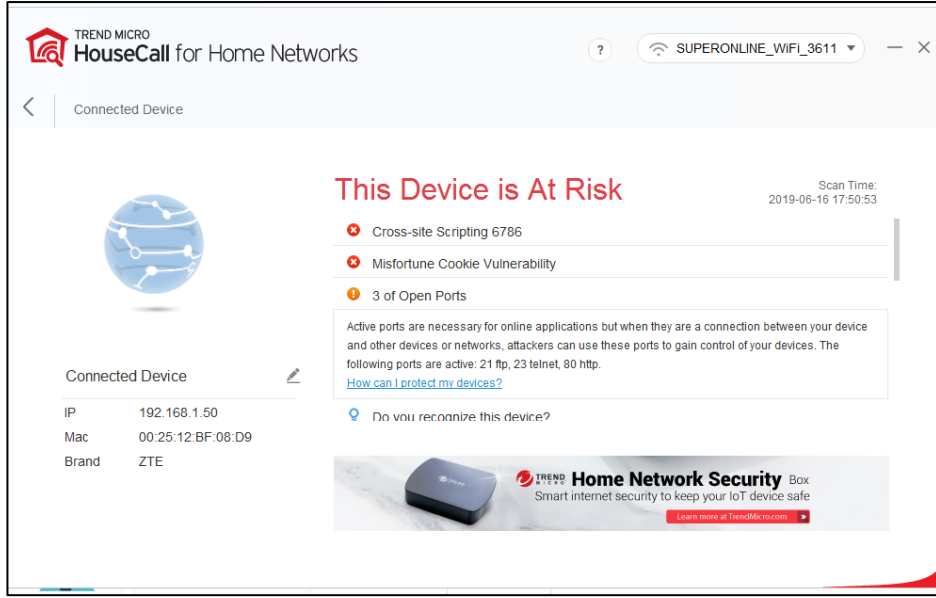 TREND MICRO
HouseCall for Home Networks
?
SUPERONLINE_WiFi_3611
Connected Device
This Device is At Risk
Scan Time:
2019-06-16 17:50:53
Cross-site Scripting 6786
Misfortune Cookie Vulnerability
3 of Open Ports
Active ports are necessary for online applications but when they are a connection between your device
and other devices or networks, attackers can use these ports to gain control of your devices. The
following ports are active: 21 ftp, 23 telnet, 80 http.
How can I protect my devices?
Do you recognize this device?
Connected Device
IP 192.168.1.50
Mac 00:25:12:BF:08:D9
Brand ZTE
TREND MICRO Home Network Security Box
Smart internet security to keep your IoT device safe
Learn more at TrendMicro.com